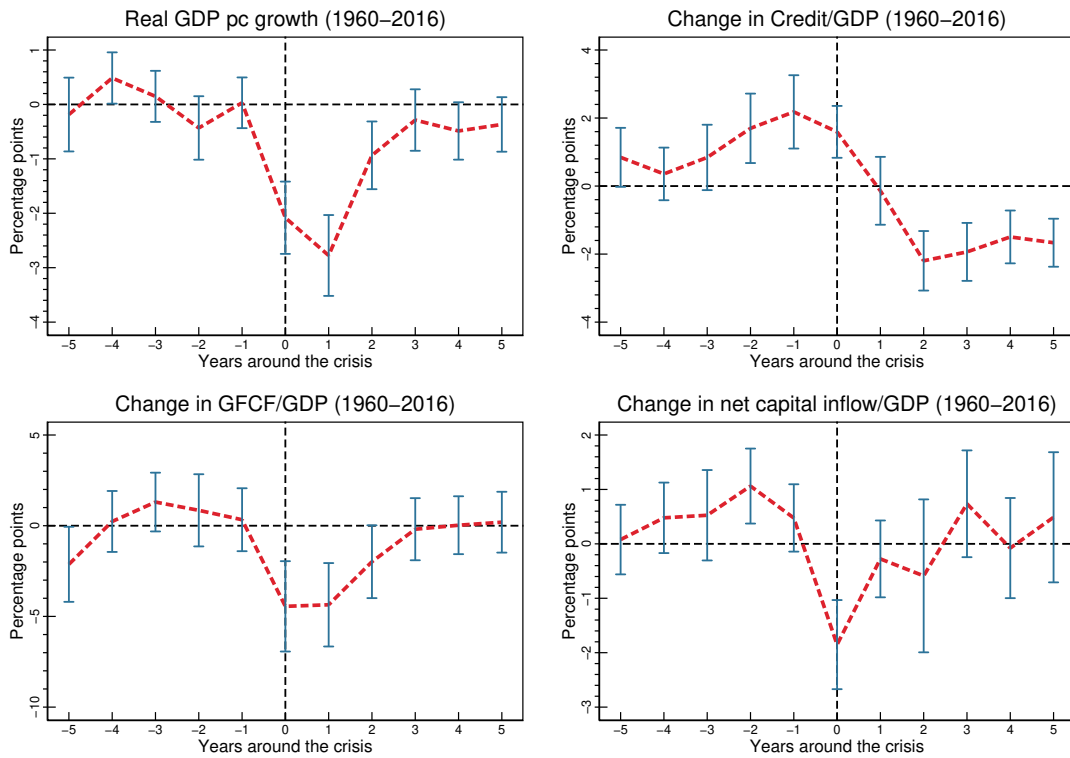 Real GDP pc growth (1960−2016)
Percentage points
1
0
−1
−2
−3
−4
−5 −4 −3 −2 −1 0 1 2 3 4 5
Years around the crisis
Change in Credit/GDP (1960−2016)
Percentage points
4
2
0
−2
−4
−5 −4 −3 −2 −1 0 1 2 3 4 5
Years around the crisis
Change in GFCF/GDP (1960−2016)
Percentage points
5
0
−5
−10
−5 −4 −3 −2 −1 0 1 2 3 4 5
Years around the crisis
Change in net capital inflow/GDP (1960−2016)
Percentage points
2
1
0
−1
−2
−3
−5 −4 −3 −2 −1 0 1 2 3 4 5
Years around the crisis